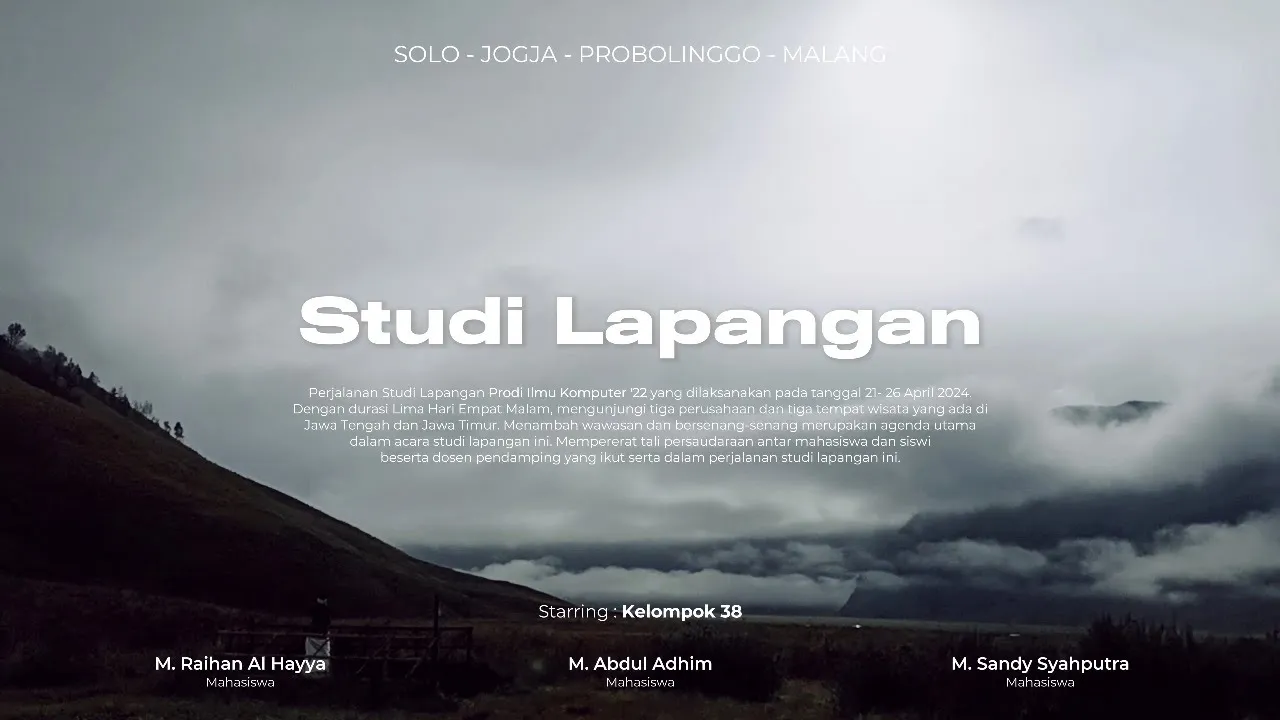 SOLO - JOGJA - PROBOLINGGO - MALANG
Studi Lapangan
Perjalanan Studi Lapangan Prodi Ilmu Komputer '22 yang dilaksanakan pada tanggal 21- 26 April 2024.
Dengan durasi Lima Hari Empat Malam, mengunjungi tiga perusahaan dan tiga tempat wisata yang ada di
Jawa Tengah dan Jawa Timur. Menambah wawasan dan bersenang-senang merupakan agenda utama
dalam acara studi lapangan ini. Mempererat tali persaudaraan antar mahasiswa dan siswi
beserta dosen pendamping yang ikut serta dalam perjalanan studi lapangan ini.
Starring : Kelompok 38
M. Raihan Al Hayya
Mahasiswa
M. Abdul Adhim
Mahasiswa
M. Sandy Syahputra
Mahasiswa